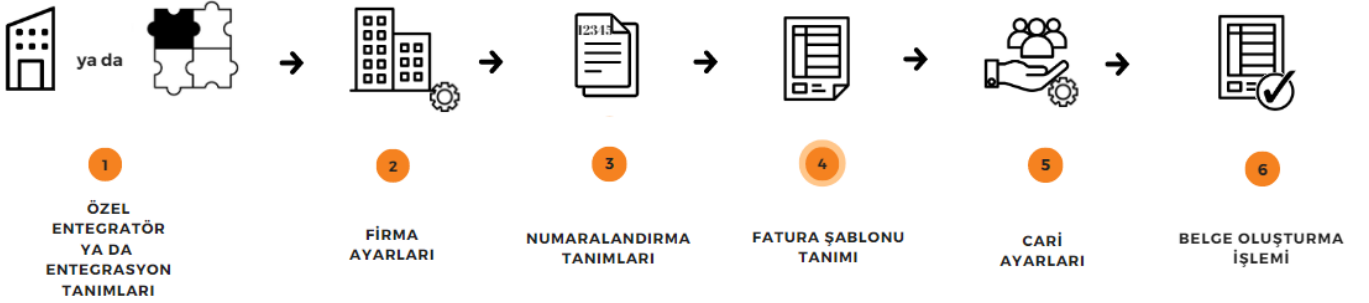 ya da
12345
1
2
3
4
5
6
ÖZEL
ENTEGRATÖR
YA DA
ENTEGRASYON
TANIMLARI
FİRMA
AYARLARI
NUMARALANDIRMA
TANIMLARI
FATURA ŞABLONU
TANIMI
CARİ
AYARLARI
BELGE OLUŞTURMA
İŞLEMİ